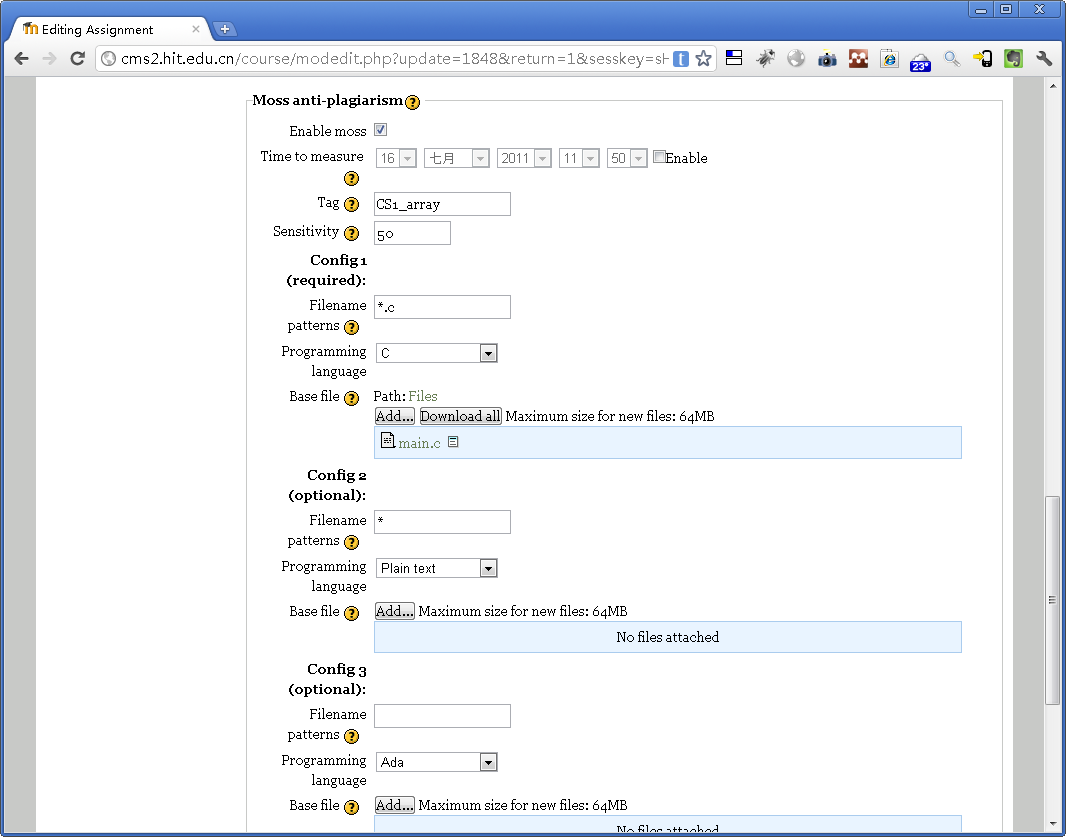 Editing Assignment
cms2.hit.edu.cn/course/modedit.php?update=1848&return=1&sesskey=sH
23°
Moss anti-plagiarism
Enable moss
Time to measure 16 七月 2011 11 50 Enable
Tag CS1_array
Sensitivity 50
Config 1
(required):
Filename *.c
patterns
Programming C
language
Base file Path: Files
Add... Download all Maximum size for new files: 64MB
main.c
Config 2
(optional):
Filename *
patterns
Programming Plain text
language
Base file Add... Maximum size for new files: 64MB
No files attached
Config 3
(optional):
Filename
patterns
Programming Ada
language
Base file Add... Maximum size for new files: 64MB
No files attached